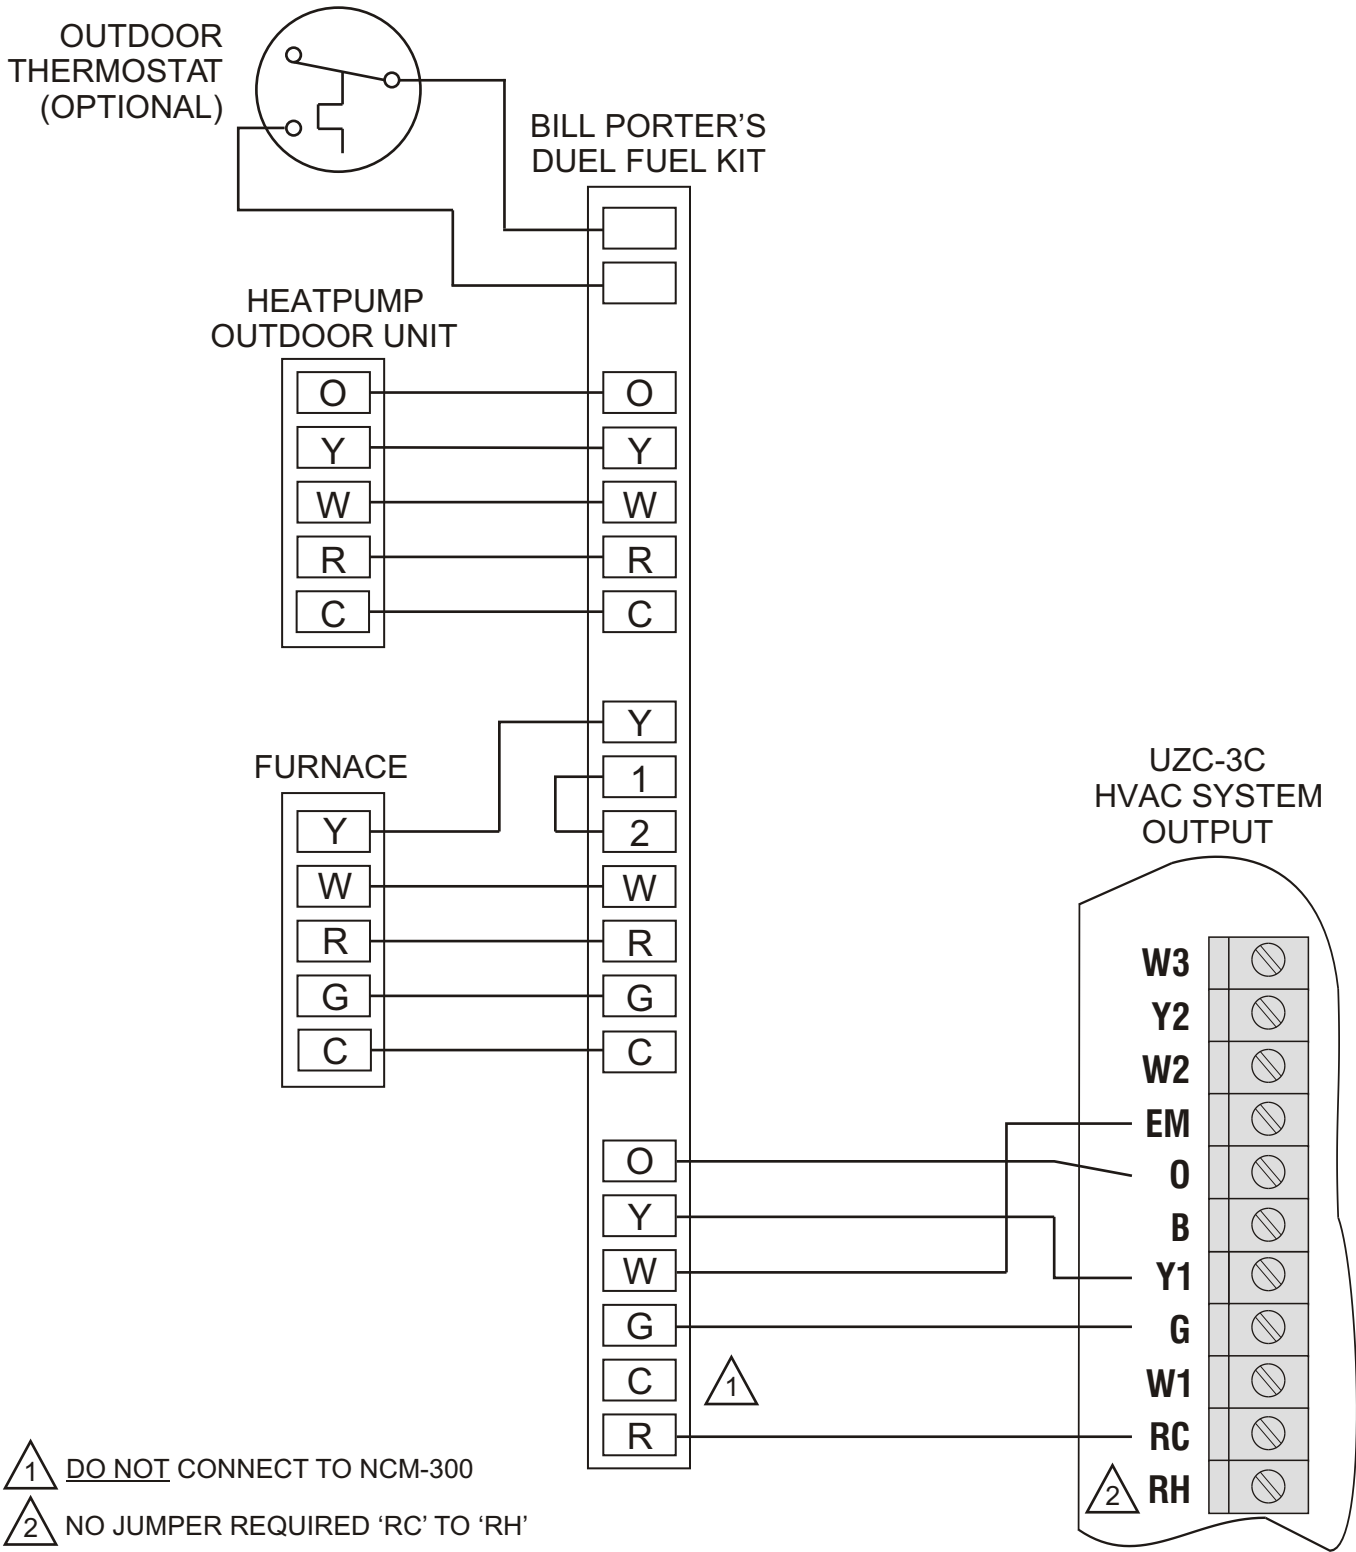 OUTDOOR
THERMOSTAT
(OPTIONAL)
BILL PORTER'S
DUEL FUEL KIT
HEATPUMP
OUTDOOR UNIT
O
Y
W
R
C
O
Y
W
R
C
FURNACE
Y
W
R
G
C
Y
1
2
W
R
G
C
O
Y
W
G
C
R
1
UZC-3C
HVAC SYSTEM
OUTPUT
W3
Y2
W2
EM
O
B
Y1
G
W1
RC
2 RH
1 DO NOT CONNECT TO NCM-300
2 NO JUMPER REQUIRED ‘RC’ TO ‘RH’